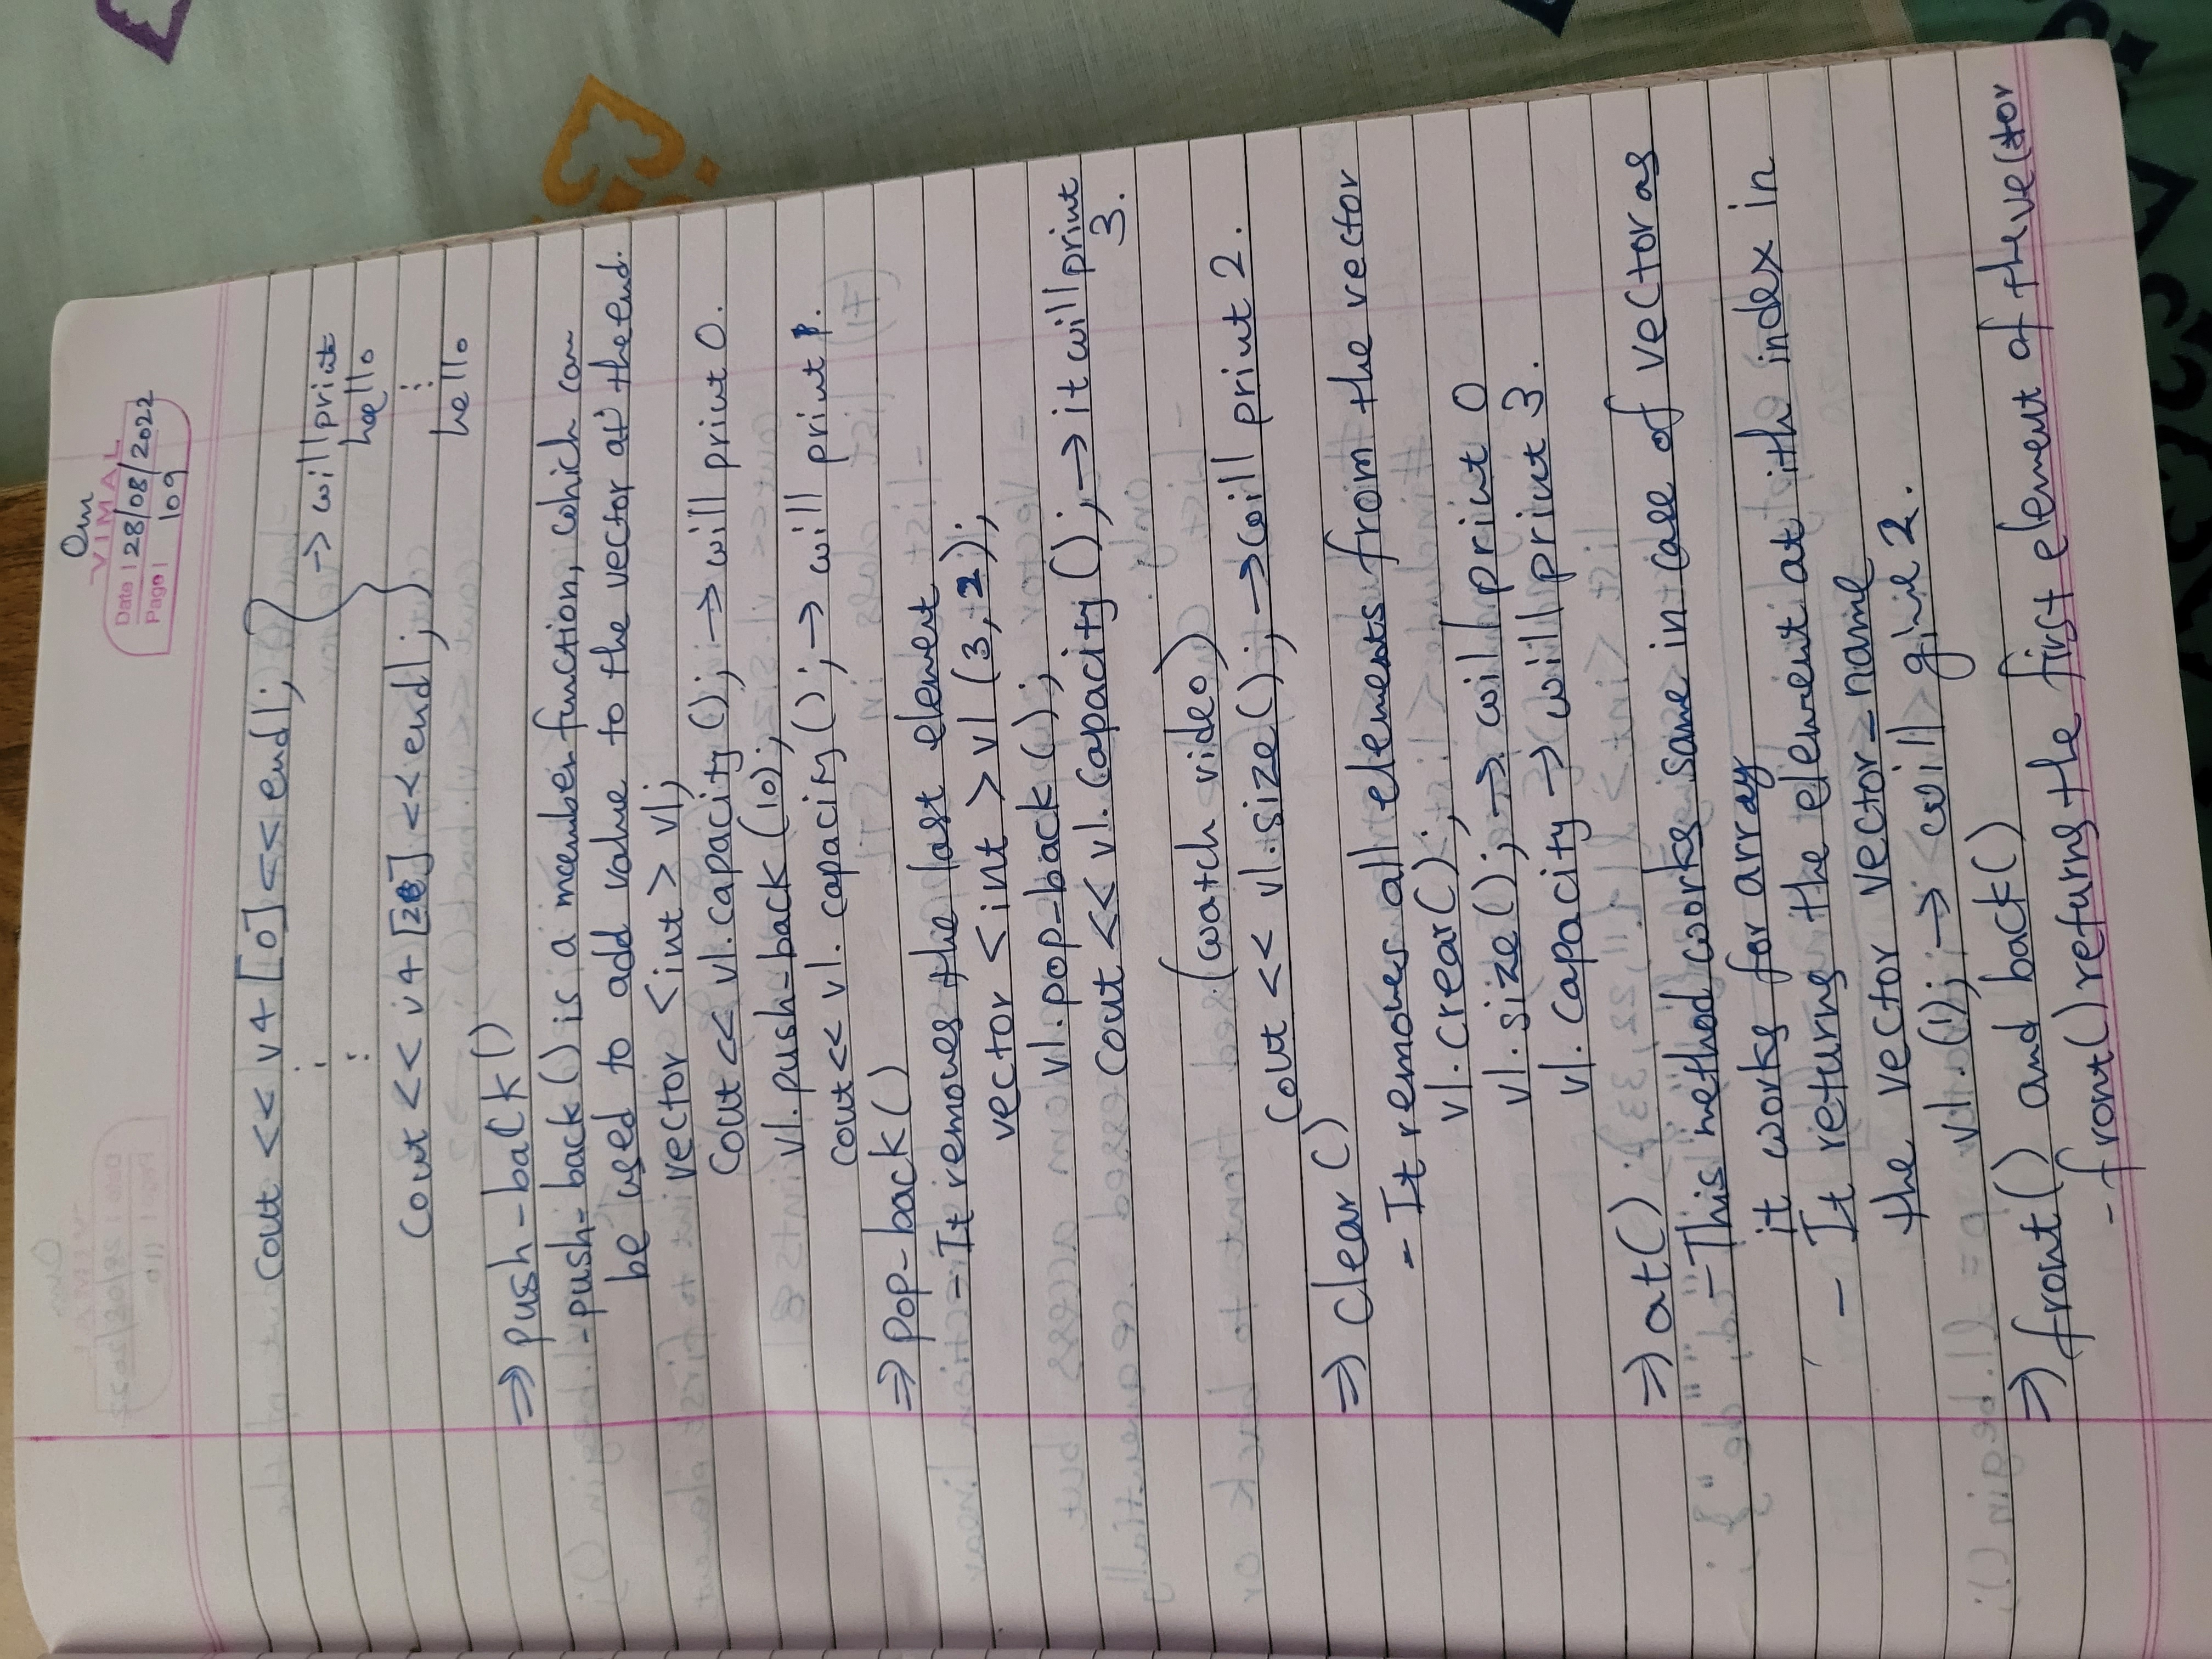 Om
VIMAL
Date | 28/08/2022
Page | 109
cout << v4[0] << endl;
:
:
→ will print
hello
:
hello
cout << v4[2] << endl;
⇒ push-back()
- push-back() is a meember function, which can
be used to add value to the vector at the end.
vector <int> v1;
cout << v1.capacity(); → will print 0.
v1.push-back(10);
cout << v1.capacity(); → will print 1.
⇒ pop-back()
- It removes the last element
vector <int> v1 (3, 2);
v1.pop-back();
cout << v1.capacity(); → it will print
3.
(watch video)
cout << v1.size(); → will print 2.
⇒ clear()
- It removes all elements from the vector
v1.crear();
v1.size(); → will print 0
v1.capacity → will print 3.
⇒ at()
- This method works same in case of vector as
it works for array
- It returns the element at ith index in
the vector vector_name
v1.(1); → will give 2.
⇒ front() and back()
- front() returns the first element of the vector